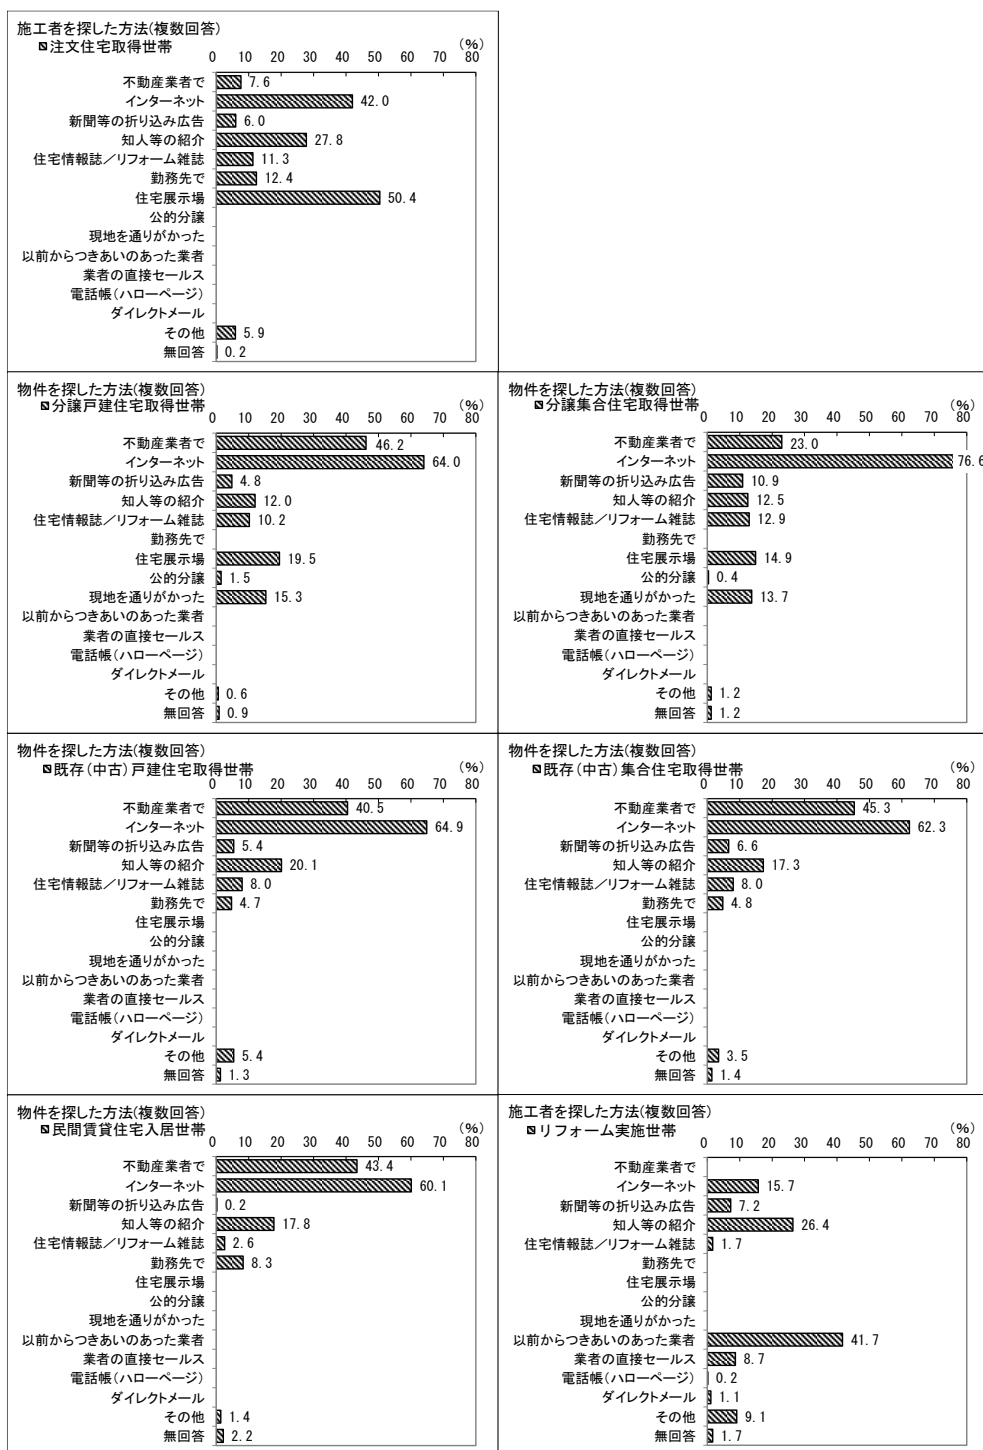 施工者を探した方法(複数回答)
注文住宅取得世帯
(%)
0 10 20 30 40 50 60 70 80
不動産業者で 7.6
インターネット 42.0
新聞等の折り込み広告 6.0
知人等の紹介 27.8
住宅情報誌／リフォーム雑誌 11.3
勤務先で 12.4
住宅展示場 50.4
公的分譲
現地を通りがかった
以前からつきあいのあった業者
業者の直接セールス
電話帳(ハローページ)
ダイレクトメール
その他 5.9
無回答 0.2
物件を探した方法(複数回答)
分譲戸建住宅取得世帯
(%)
0 10 20 30 40 50 60 70 80
不動産業者で 46.2
インターネット 64.0
新聞等の折り込み広告 4.8
知人等の紹介 12.0
住宅情報誌／リフォーム雑誌 10.2
勤務先で
住宅展示場 19.5
公的分譲 1.5
現地を通りがかった 15.3
以前からつきあいのあった業者
業者の直接セールス
電話帳(ハローページ)
ダイレクトメール
その他 0.6
無回答 0.9
物件を探した方法(複数回答)
分譲集合住宅取得世帯
(%)
0 10 20 30 40 50 60 70 80
不動産業者で 23.0
インターネット 76.6
新聞等の折り込み広告 10.9
知人等の紹介 12.5
住宅情報誌／リフォーム雑誌 12.9
勤務先で
住宅展示場 14.9
公的分譲 0.4
現地を通りがかった 13.7
以前からつきあいのあった業者
業者の直接セールス
電話帳(ハローページ)
ダイレクトメール
その他 1.2
無回答 1.2
物件を探した方法(複数回答)
既存(中古)戸建住宅取得世帯
(%)
0 10 20 30 40 50 60 70 80
不動産業者で 40.5
インターネット 64.9
新聞等の折り込み広告 5.4
知人等の紹介 20.1
住宅情報誌／リフォーム雑誌 8.0
勤務先で 4.7
住宅展示場
公的分譲
現地を通りがかった
以前からつきあいのあった業者
業者の直接セールス
電話帳(ハローページ)
ダイレクトメール
その他 5.4
無回答 1.3
物件を探した方法(複数回答)
既存(中古)集合住宅取得世帯
(%)
0 10 20 30 40 50 60 70 80
不動産業者で 45.3
インターネット 62.3
新聞等の折り込み広告 6.6
知人等の紹介 17.3
住宅情報誌／リフォーム雑誌 8.0
勤務先で 4.8
住宅展示場
公的分譲
現地を通りがかった
以前からつきあいのあった業者
業者の直接セールス
電話帳(ハローページ)
ダイレクトメール
その他 3.5
無回答 1.4
物件を探した方法(複数回答)
民間賃貸住宅入居世帯
(%)
0 10 20 30 40 50 60 70 80
不動産業者で 43.4
インターネット 60.1
新聞等の折り込み広告 0.2
知人等の紹介 17.8
住宅情報誌／リフォーム雑誌 2.6
勤務先で 8.3
住宅展示場
公的分譲
現地を通りがかった
以前からつきあいのあった業者
業者の直接セールス
電話帳(ハローページ)
ダイレクトメール
その他 1.4
無回答 2.2
施工者を探した方法(複数回答)
リフォーム実施世帯
(%)
0 10 20 30 40 50 60 70 80
不動産業者で
インターネット 15.7
新聞等の折り込み広告 7.2
知人等の紹介 26.4
住宅情報誌／リフォーム雑誌 1.7
勤務先で
住宅展示場
公的分譲
現地を通りがかった
以前からつきあいのあった業者 41.7
業者の直接セールス 8.7
電話帳(ハローページ) 0.2
ダイレクトメール 1.1
その他 9.1
無回答 1.7